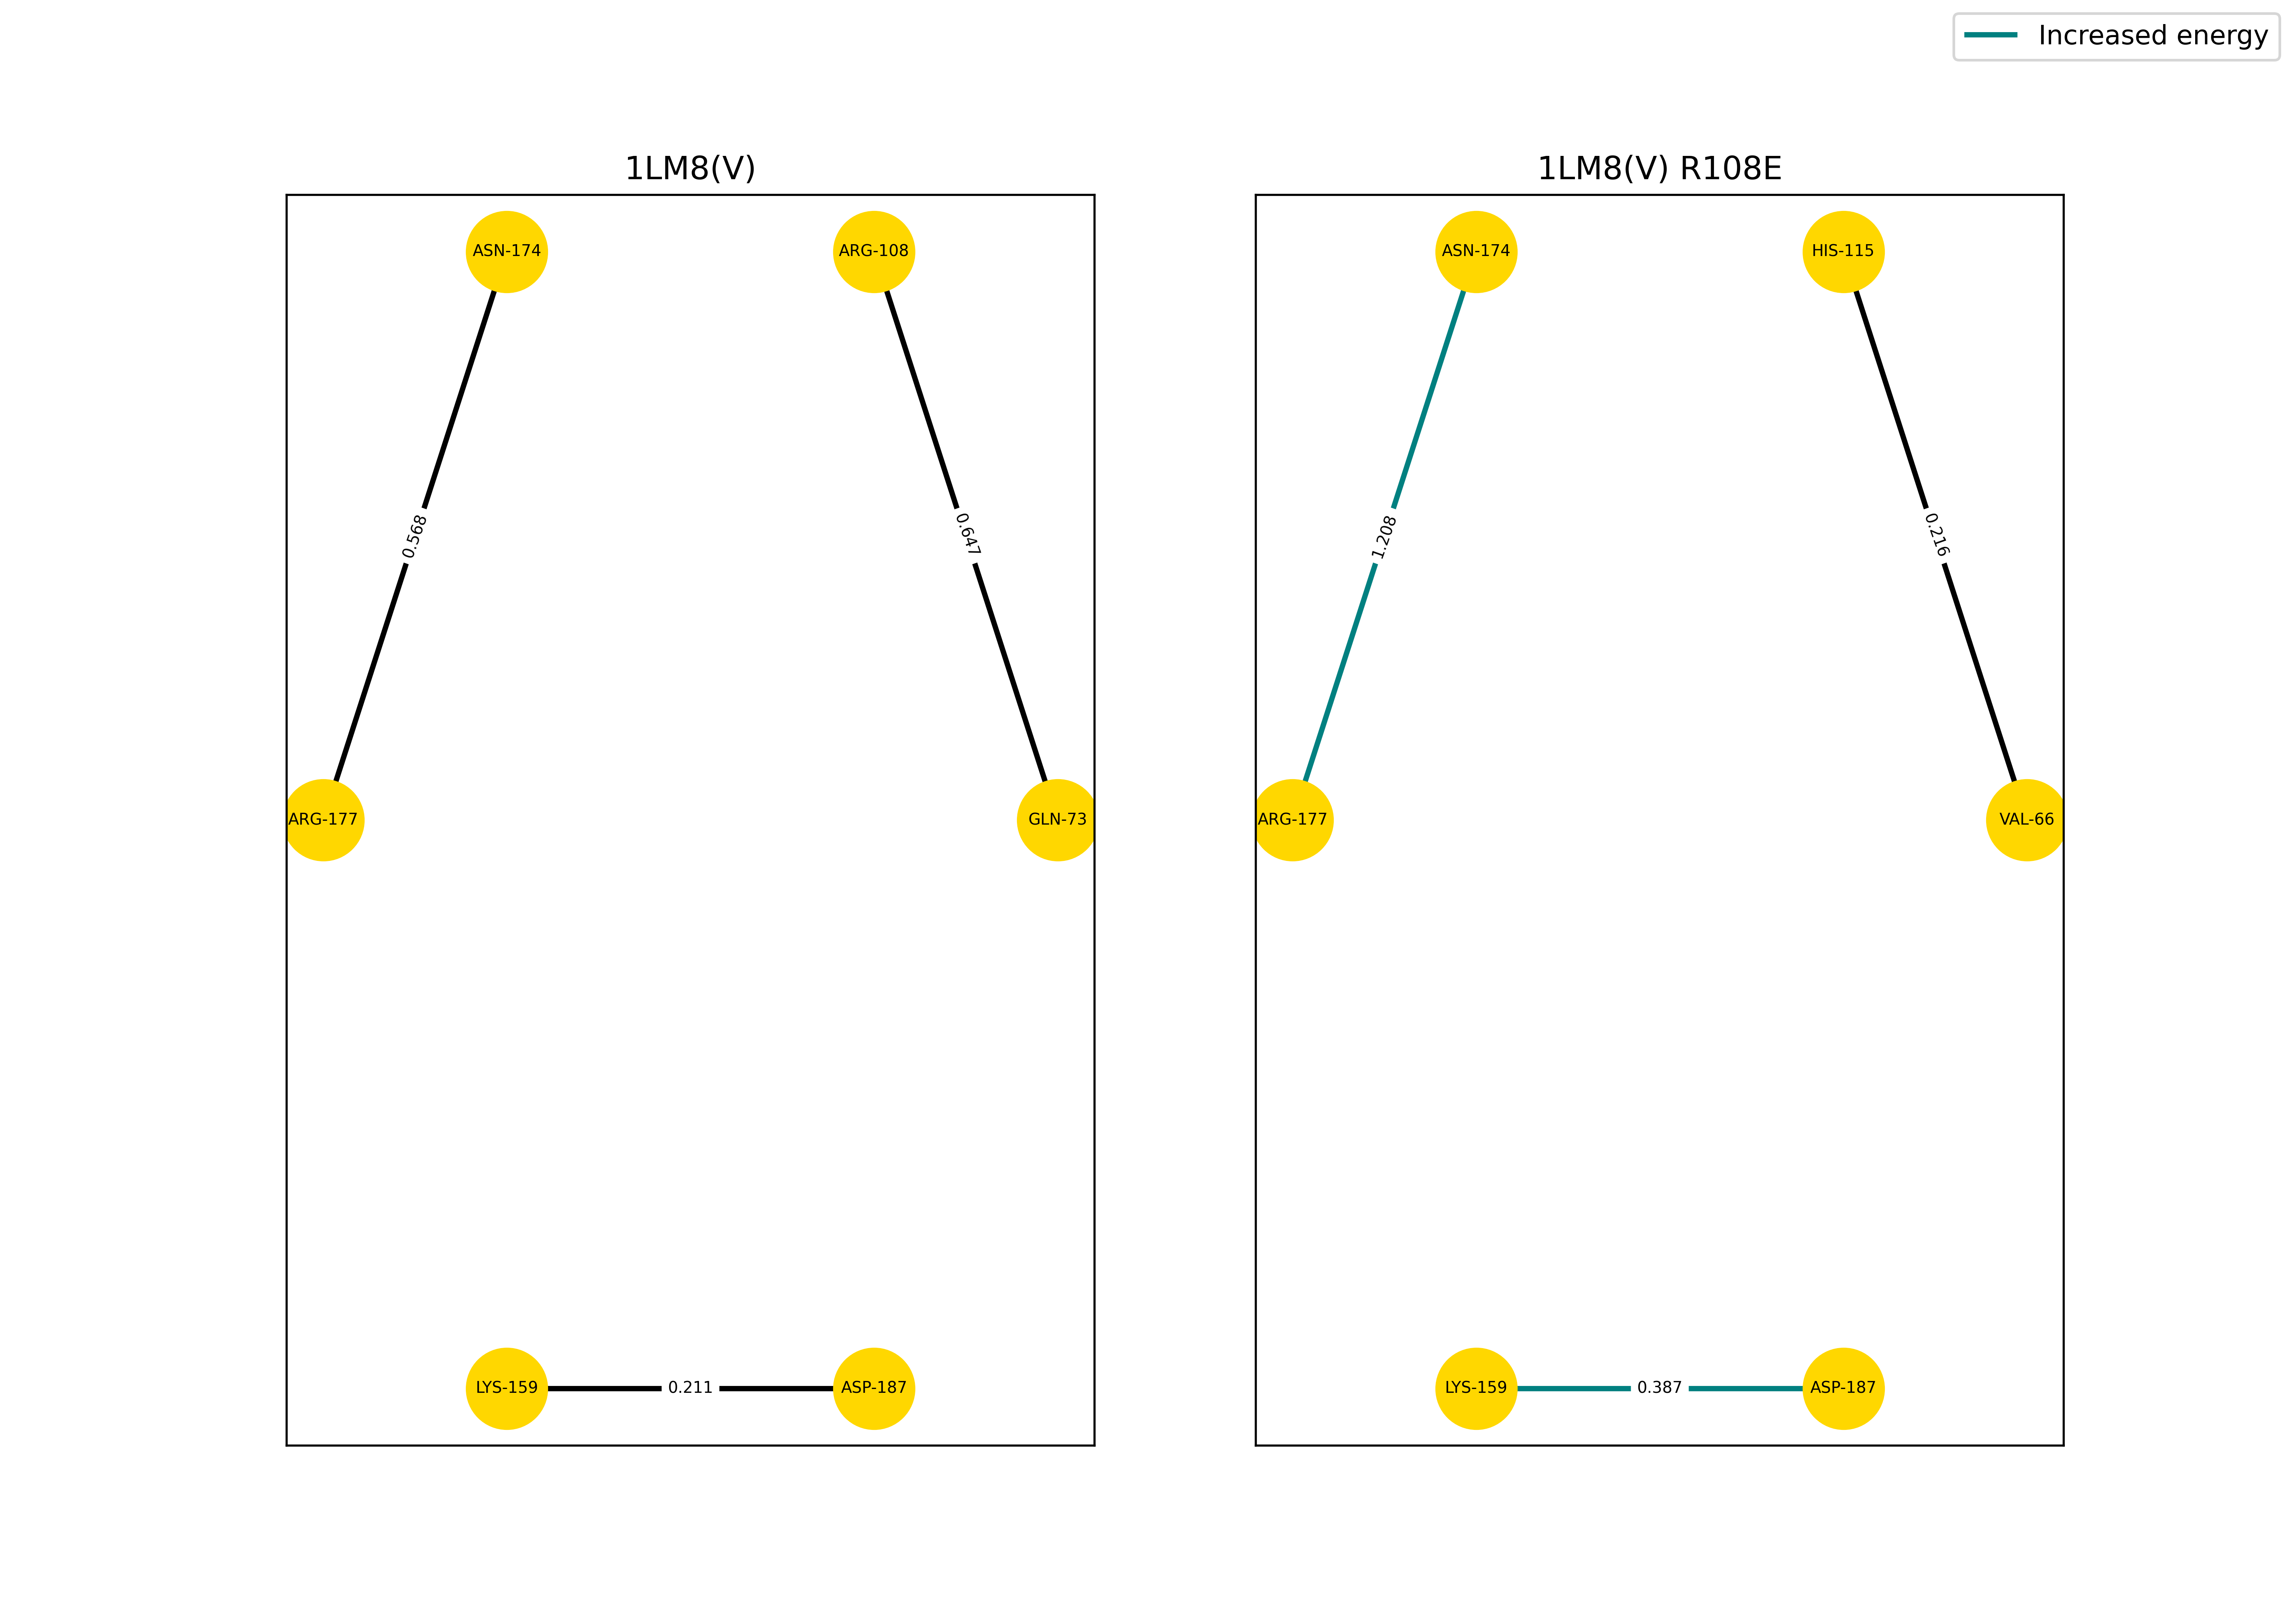 Increased energy
1LM8(V)
ASN-174
ARG-108
0.568
0.647
ARG-177
GLN-73
LYS-159
0.211
ASP-187
1LM8(V) R108E
ASN-174
HIS-115
1.208
0.216
ARG-177
VAL-66
LYS-159
0.387
ASP-187